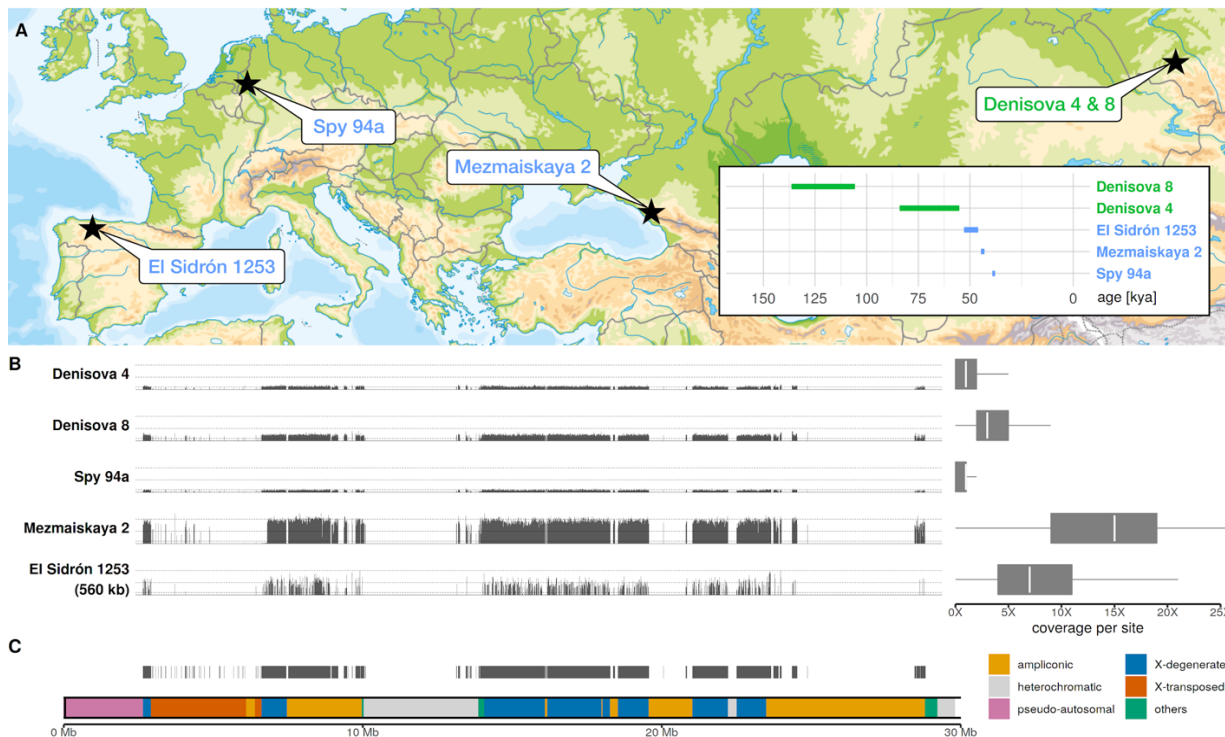 A
Spy 94a
Mezmaiskaya 2
El Sidrón 1253
Denisova 4 & 8
Denisova 8
Denisova 4
El Sidrón 1253
Mezmaiskaya 2
Spy 94a
150 125 100 75 50 25 0 age [kya]
B
Denisova 4
Denisova 8
Spy 94a
Mezmaiskaya 2
El Sidrón 1253
(560 kb)
0X 5X 10X 15X 20X 25X
coverage per site
C
ampliconic
heterochromatic
pseudo-autosomal
X-degenerate
X-transposed
others
0 Mb 10 Mb 20 Mb 30 Mb